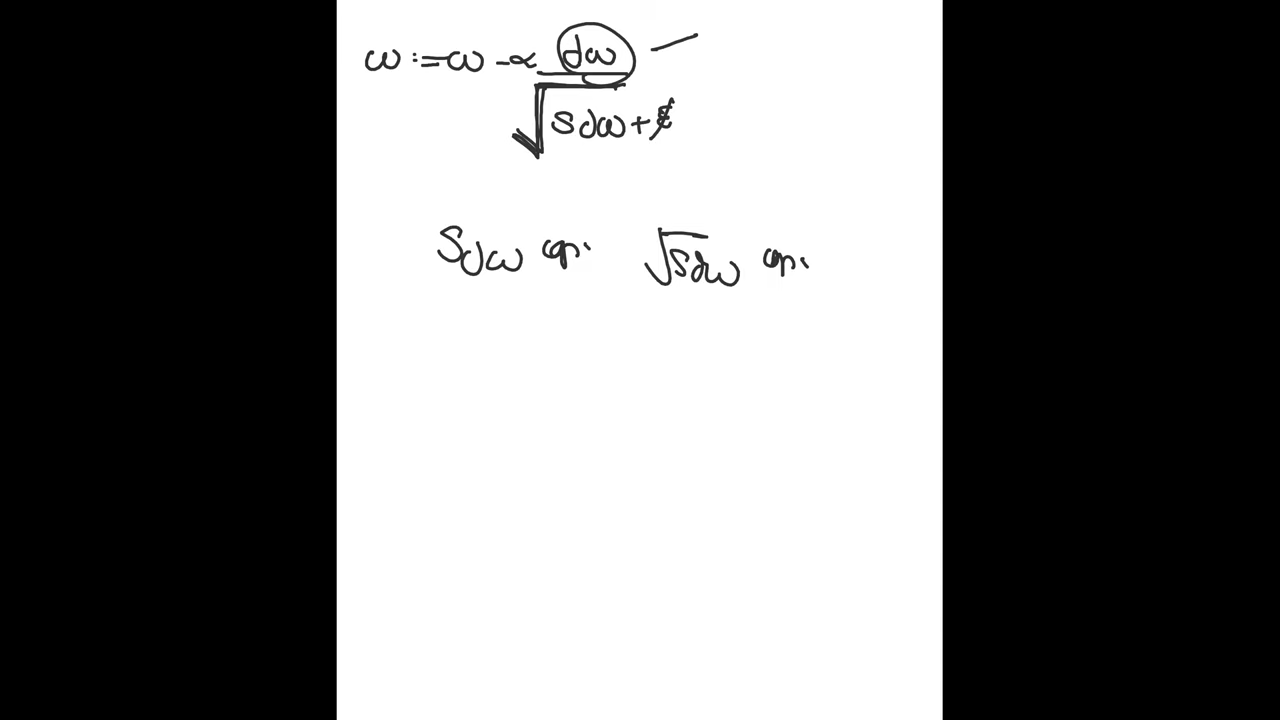 ω := ω - α dω / √(Sdω + ε)
Sdω √Sdω